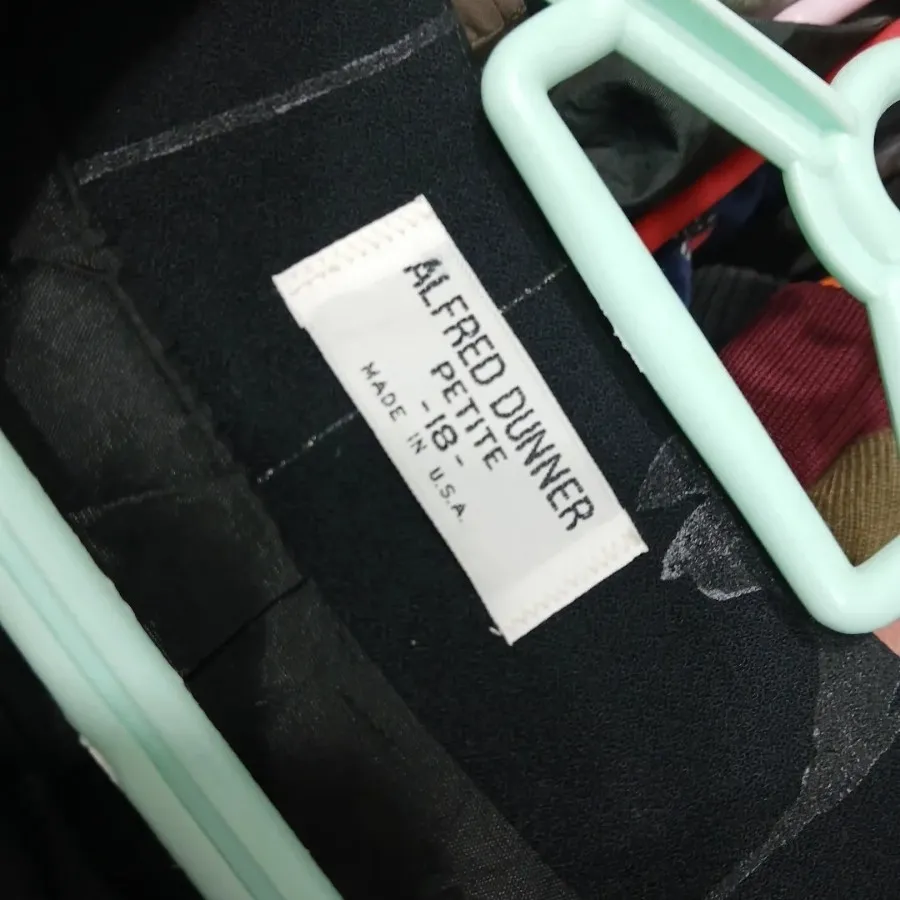 ALFRED DUNNER
PETITE
-18-
MADE IN U.S.A.